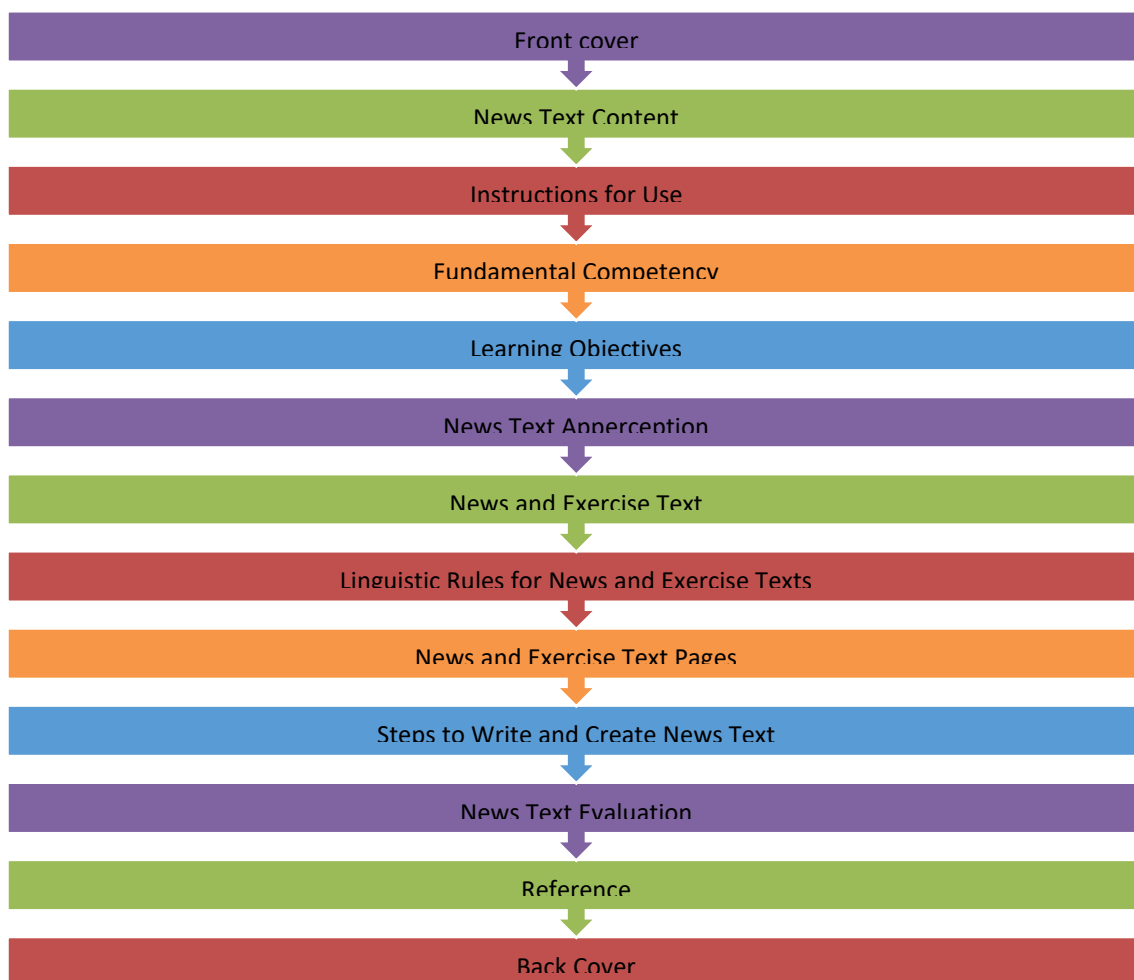 Front cover
News Text Content
Instructions for Use
Fundamental Competency
Learning Objectives
News Text Apperception
News and Exercise Text
Linguistic Rules for News and Exercise Texts
News and Exercise Text Pages
Steps to Write and Create News Text
News Text Evaluation
Reference
Back Cover